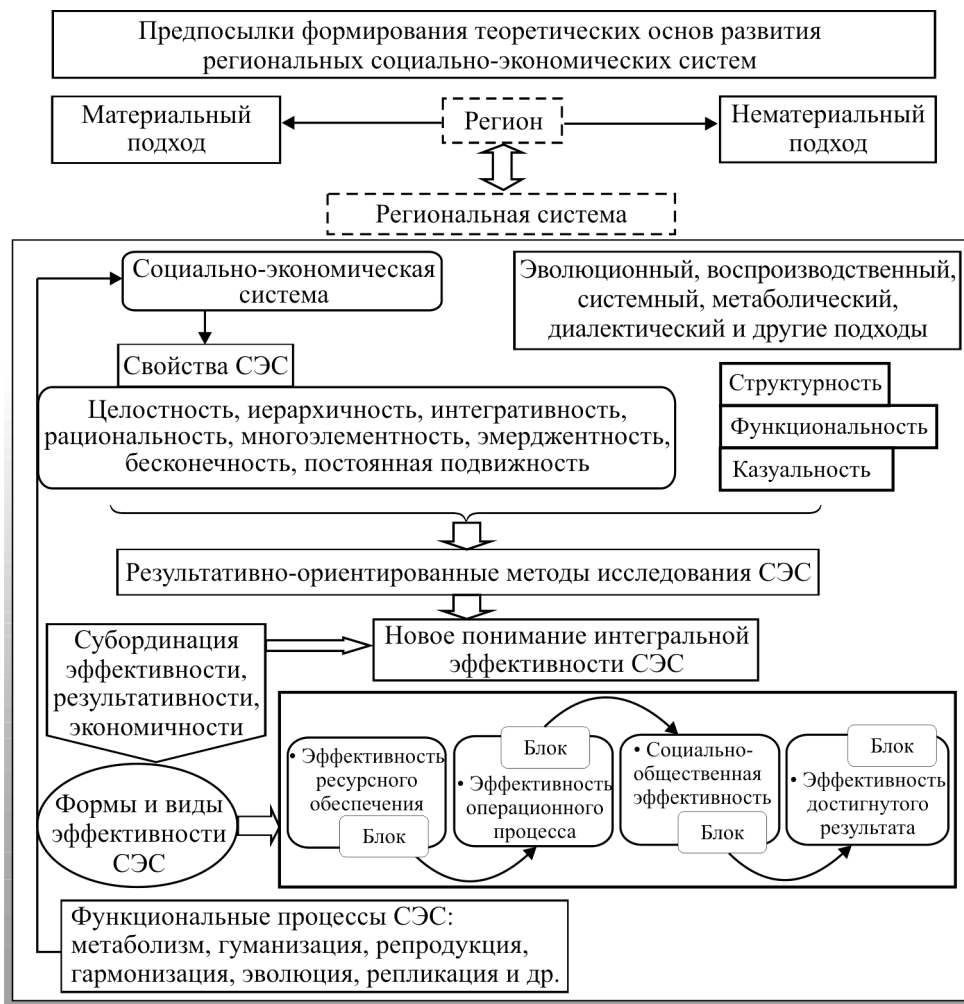 Предпосылки формирования теоретических основ развития
региональных социально-экономических систем
Материальный
подход
Регион
Нематериальный
подход
Региональная система
Социально-экономическая
система
Эволюционный, воспроизводственный,
системный, метаболический,
диалектический и другие подходы
Свойства СЭС
Целостность, иерархичность, интегративность,
рациональность, многоэлементность, эмерджентность,
бесконечность, постоянная подвижность
Структурность
Функциональность
Казуальность
Результативно-ориентированные методы исследования СЭС
Субординация
эффективности,
результативности,
экономичности
Новое понимание интегральной
эффективности СЭС
Формы и виды
эффективности
СЭС
• Эффективность
ресурсного
обеспечения
Блок
Блок
• Эффективность
операционного
процесса
• Социально-
общественная
эффективность
Блок
Блок
• Эффективность
достигнутого
результата
Функциональные процессы СЭС:
метаболизм, гуманизация, репродукция,
гармонизация, эволюция, репликация и др.